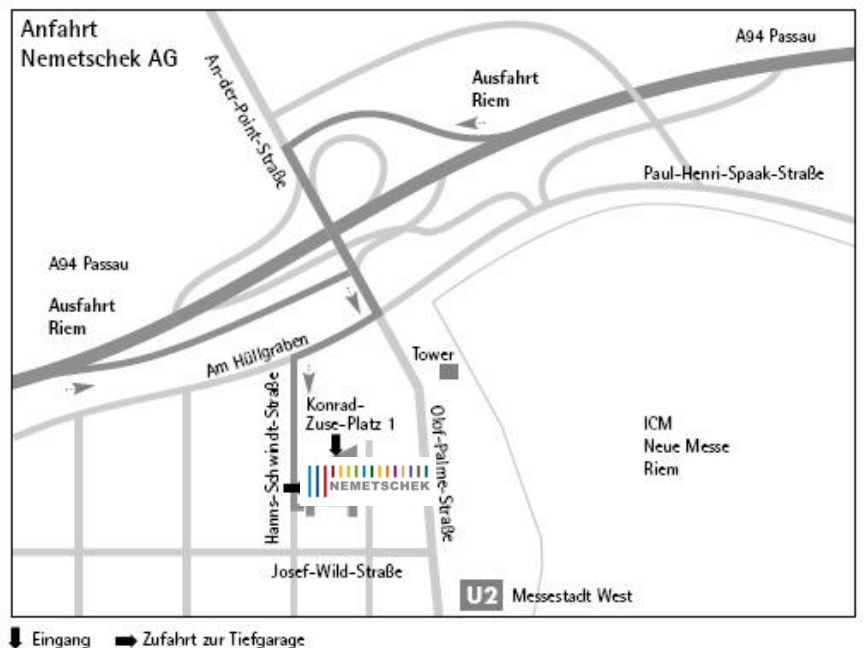 Anfahrt
Nemetschek AG
An-der-Point-Straße
A94 Passau
Ausfahrt
Riem
Paul-Henri-Spaak-Straße
A94 Passau
Ausfahrt
Riem
Am Hüllgraben
Tower
Hanns-Schwindt-Straße
Konrad-
Zuse-Platz 1
Olof-Palme-Straße
ICM
Neue Messe
Riem
NEMETSCHEK
Josef-Wild-Straße
U2 Messestadt West
Eingang Zufahrt zur Tiefgarage